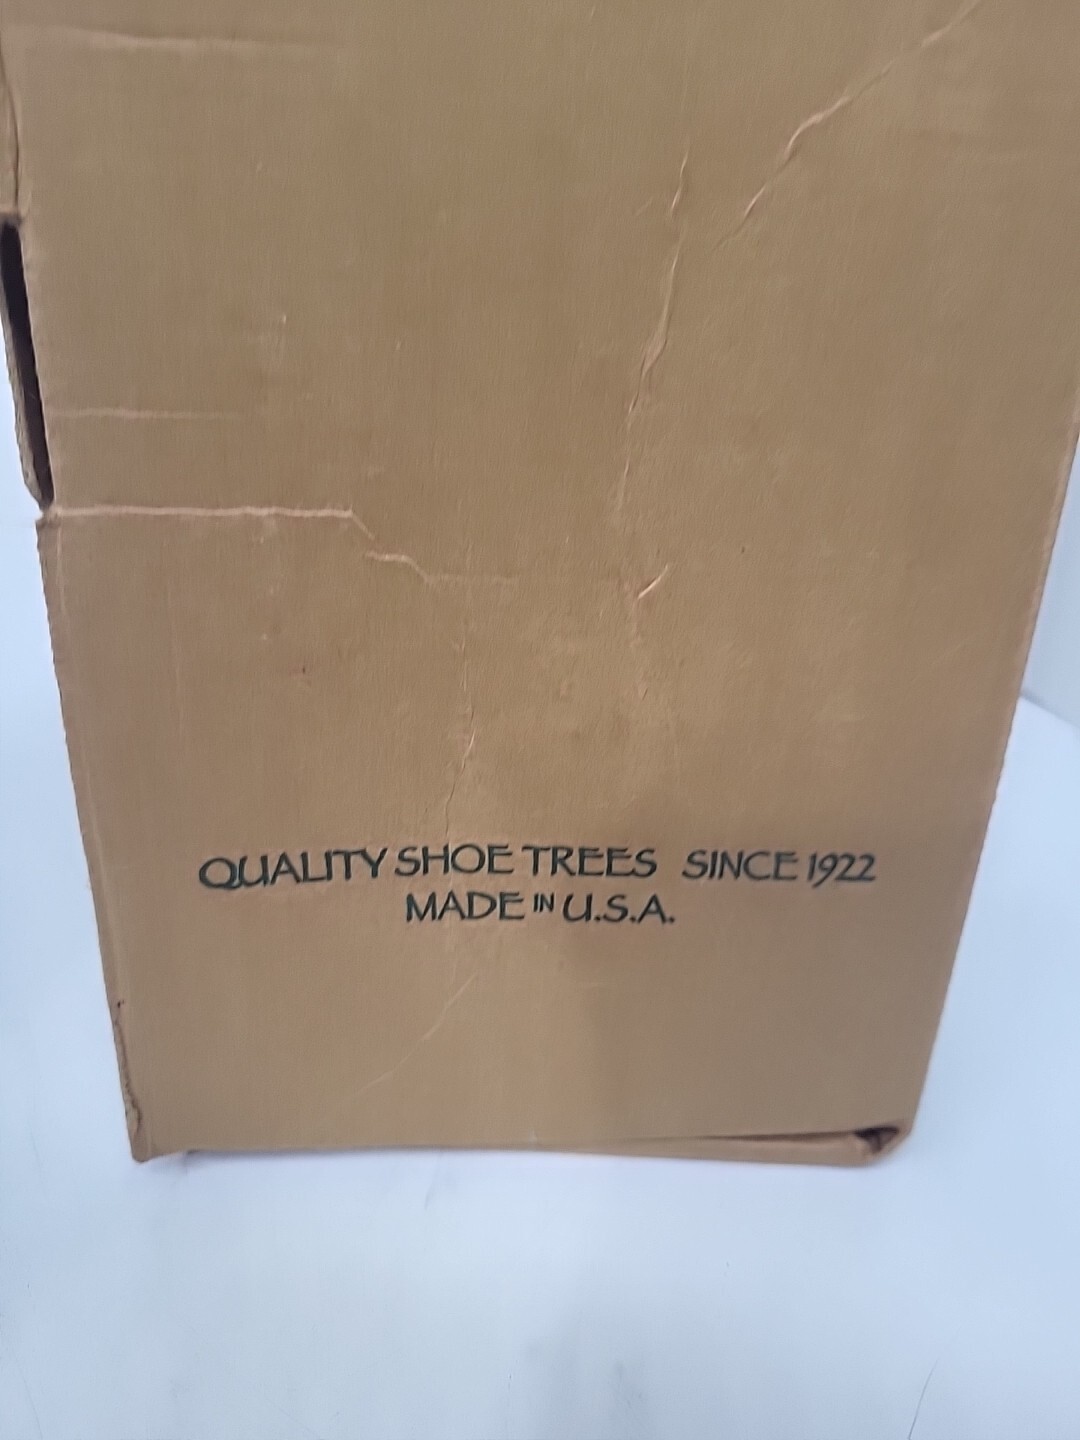 QUALITY SHOE TREES SINCE 1922
MADE IN U.S.A.